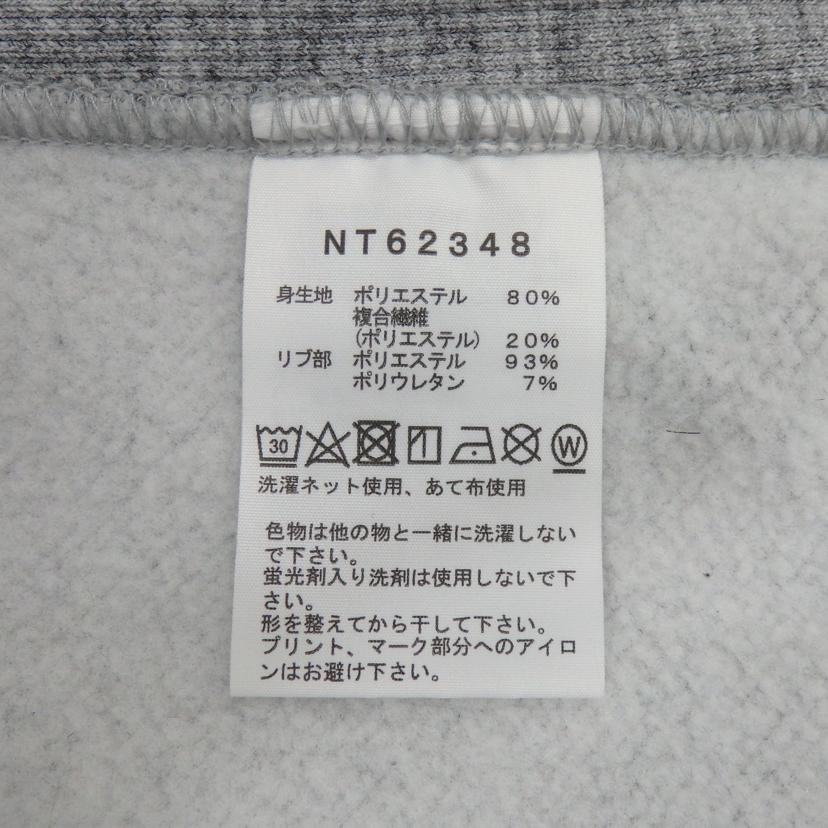 NT62348
身生地 ポリエステル 80%
複合繊維
(ポリエステル) 20%
リブ部 ポリエステル 93%
ポリウレタン 7%
30 W
洗濯ネット使用、あて布使用
色物は他の物と一緒に洗濯しない
で下さい。
蛍光剤入り洗剤は使用しないで下
さい。
形を整えてから干して下さい。
プリント、マーク部分へのアイロ
ンはお避け下さい。